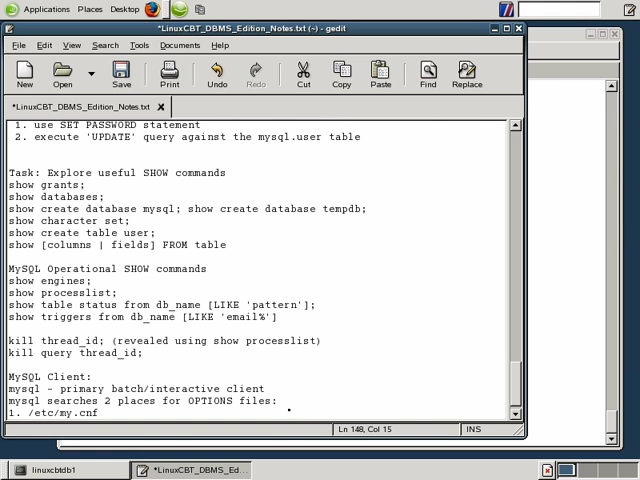 Applications Places Desktop
*LinuxCBT_DBMS_Edition_Notes.txt (~) - gedit
File Edit View Search Tools Documents Help
New Open Save Print Undo Redo Cut Copy Paste Find Replace
*LinuxCBT_DBMS_Edition_Notes.txt
1. use SET PASSWORD statement
2. execute 'UPDATE' query against the mysql.user table
Task: Explore useful SHOW commands
show grants;
show databases;
show create database mysql; show create database tempdb;
show character set;
show create table user;
show [columns | fields] FROM table
MySQL Operational SHOW commands
show engines;
show processlist;
show table status from db_name [LIKE 'pattern'];
show triggers from db_name [LIKE 'email%']
kill thread_id; (revealed using show processlist)
kill query thread_id;
MySQL Client:
mysql - primary batch/interactive client
mysql searches 2 places for OPTIONS files:
1. /etc/my.cnf
Ln 148, Col 15 INS
linuxcbtdb1 *LinuxCBT_DBMS_Ed...